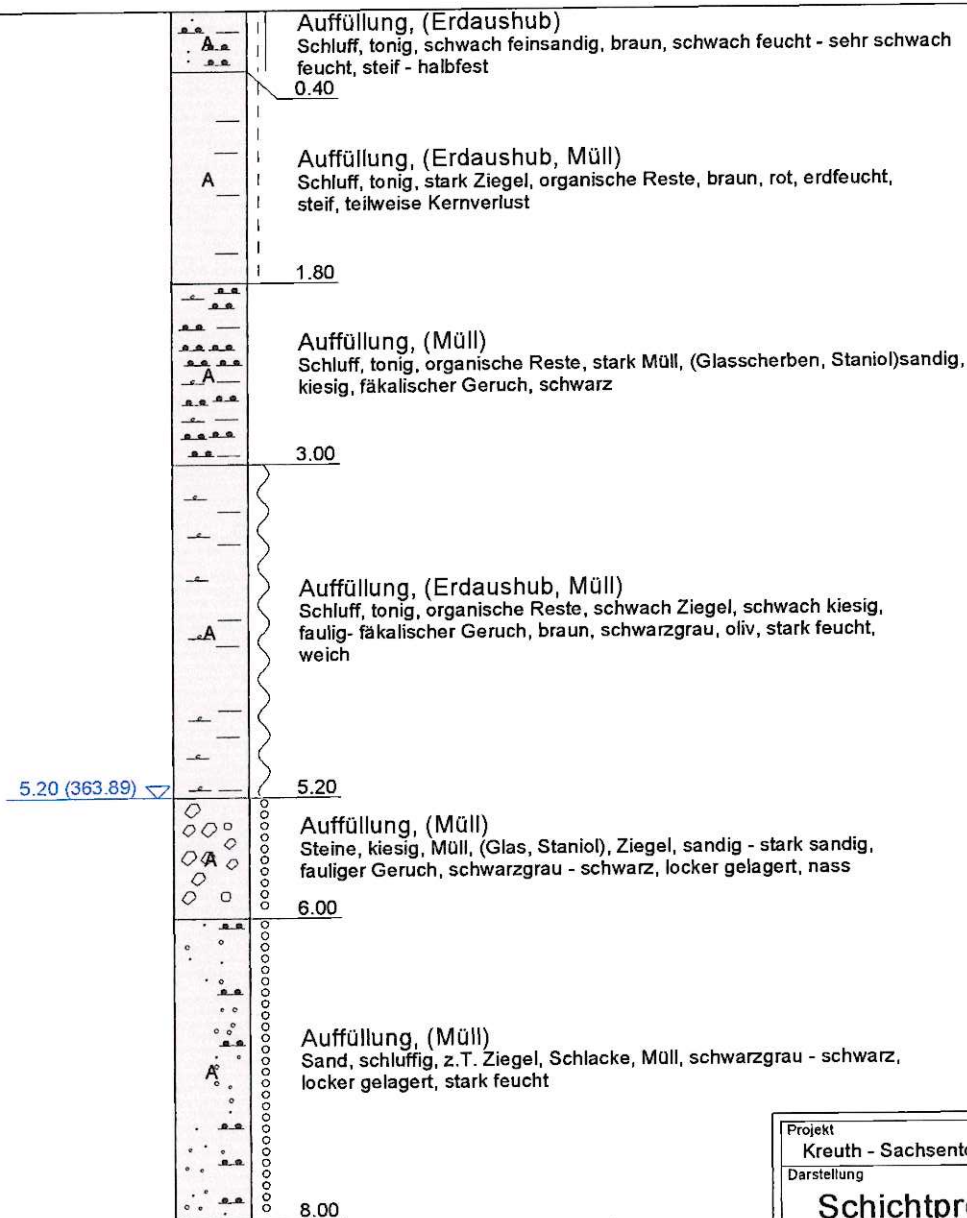 Auffüllung, (Erdaushub)
Schluff, tonig, schwach feinsandig, braun, schwach feucht - sehr schwach
feucht, steif - halbfest
A
0.40
Auffüllung, (Erdaushub, Müll)
Schluff, tonig, stark Ziegel, organische Reste, braun, rot, erdfeucht,
steif, teilweise Kernverlust
A
1.80
Auffüllung, (Müll)
Schluff, tonig, organische Reste, stark Müll, (Glasscherben, Staniol)sandig,
kiesig, fäkalischer Geruch, schwarz
A
3.00
Auffüllung, (Erdaushub, Müll)
Schluff, tonig, organische Reste, schwach Ziegel, schwach kiesig,
faulig- fäkalischer Geruch, braun, schwarzgrau, oliv, stark feucht,
weich
A
5.20 (363.89)
5.20
Auffüllung, (Müll)
Steine, kiesig, Müll, (Glas, Staniol), Ziegel, sandig - stark sandig,
fauliger Geruch, schwarzgrau - schwarz, locker gelagert, nass
A
6.00
Auffüllung, (Müll)
Sand, schluffig, z.T. Ziegel, Schlacke, Müll, schwarzgrau - schwarz,
locker gelagert, stark feucht
A
8.00
Projekt
Kreuth -
Darstellung